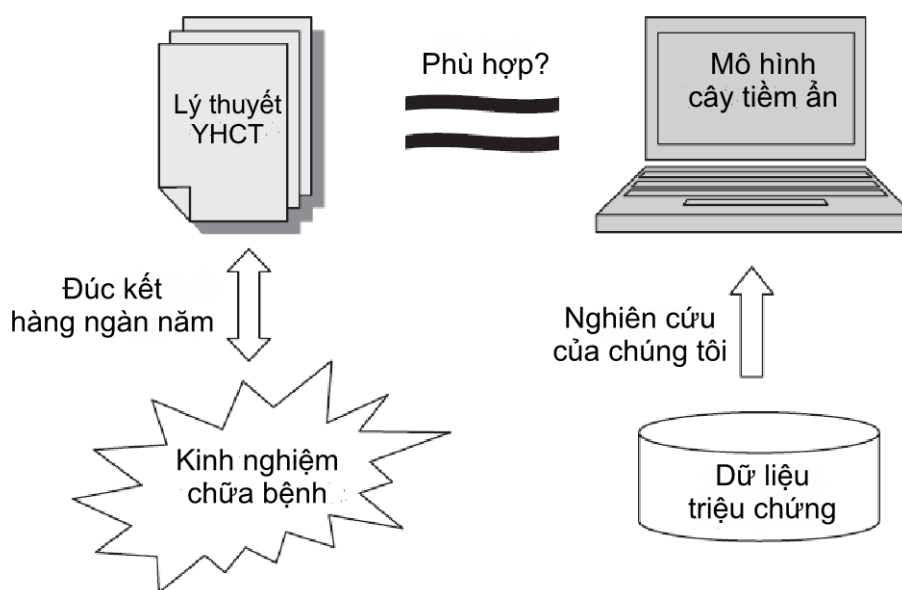 Lý thuyết
YHCT
Phù hợp?
Mô hình
cây tiềm ẩn
Đúc kết
hàng ngàn năm
Nghiên cứu
của chúng tôi
Kinh nghiệm
chữa bệnh
Dữ liệu
triệu chứng